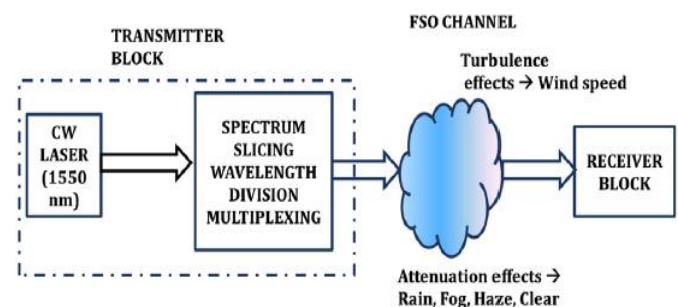 FSO CHANNEL
TRANSMITTER
BLOCK
Turbulence
effects → Wind speed
CW
LASER
(1550
nm)
SPECTRUM
SLICING
WAVELENGTH
DIVISION
MULTIPLEXING
RECEIVER
BLOCK
Attenuation effects →
Rain, Fog, Haze, Clear